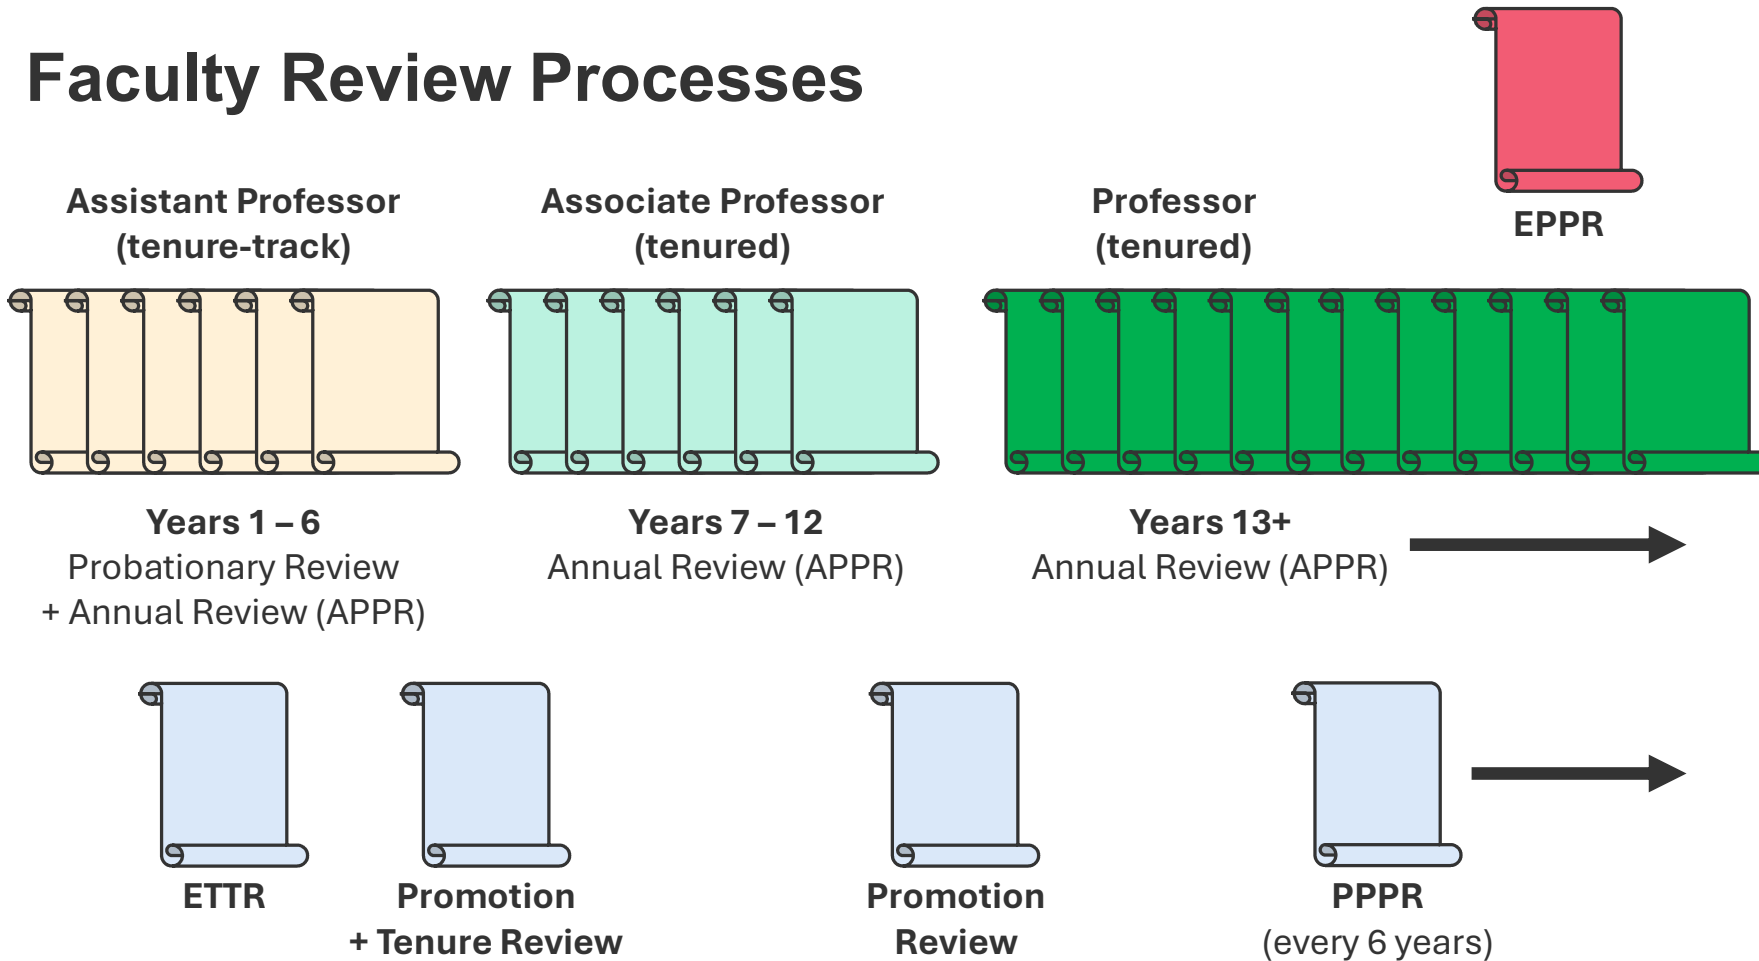 Faculty Review Processes
EPPR
Assistant Professor
(tenure-track)
Associate Professor
(tenured)
Professor
(tenured)
Years 1 – 6
Probationary Review
+ Annual Review (APPR)
Years 7 – 12
Annual Review (APPR)
Years 13+
Annual Review (APPR)
ETTR
Promotion
+ Tenure Review
Promotion
Review
PPPR
(every 6 years)